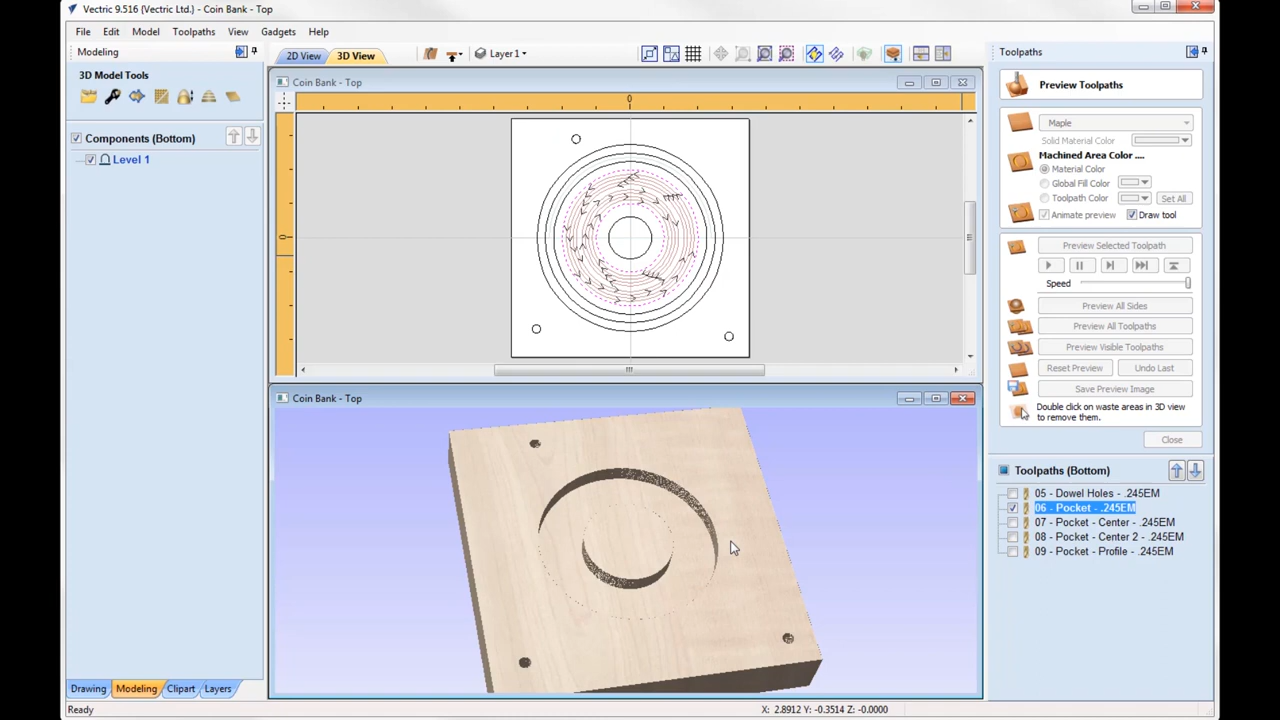 Vectric 9.516 (Vectric Ltd.) - Coin Bank - Top
File Edit Model Toolpaths View Gadgets Help
Modeling
3D Model Tools
Components (Bottom)
Level 1
2D View 3D View
Layer 1
Coin Bank - Top
0
0
Coin Bank - Top
Toolpaths
Preview Toolpaths
Maple
Solid Material Color
Machined Area Color ....
Material Color
Global Fill Color
Toolpath Color Set All
Animate preview Draw tool
Preview Selected Toolpath
Speed
Preview All Sides
Preview All Toolpaths
Preview Visible Toolpaths
Reset Preview Undo Last
Save Preview Image
Double click on waste areas in 3D view
to remove them.
Close
Toolpaths (Bottom)
05 - Dowel Holes - .245EM
06 - Pocket - .245EM
07 - Pocket - Center - .245EM
08 - Pocket - Center 2 - .245EM
09 - Pocket - Profile - .245EM
Drawing Modeling Clipart Layers
Ready
X: 2.8912 Y: -0.3514 Z: -0.0000